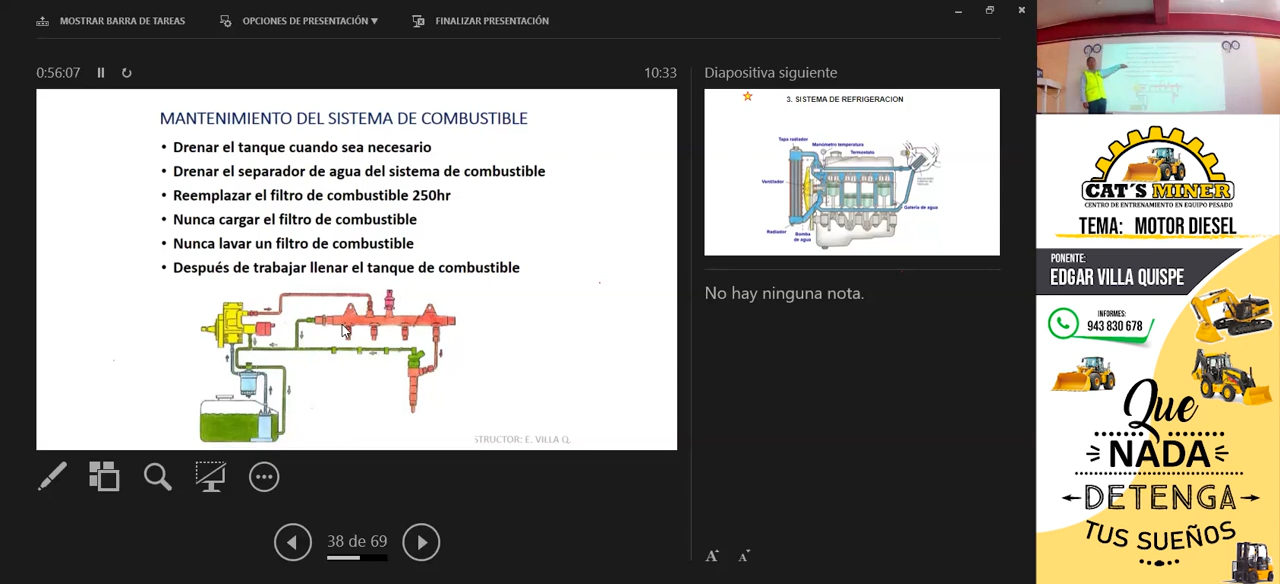 MOSTRAR BARRA DE TAREAS
OPCIONES DE PRESENTACIÓN ▼
FINALIZAR PRESENTACIÓN
0:56:07
10:33
MANTENIMIENTO DEL SISTEMA DE COMBUSTIBLE
• Drenar el tanque cuando sea necesario
• Drenar el separador de agua del sistema de combustible
• Reemplazar el filtro de combustible 250hr
• Nunca cargar el filtro de combustible
• Nunca lavar un filtro de combustible
• Después de trabajar llenar el tanque de combustible
STRUCTOR: E. VILLA Q.
38 de 69
Diapositiva siguiente
3. SISTEMA DE REFRIGERACION
Tapa radiador
Manómetro temperatura
Termostato
Ventilador
Galería de agua
Radiador
Bomba
de agua
No hay ninguna nota.
A A
CAT'S MINER
CENTRO DE ENTRENAMIENTO EN EQUIPO PESADO
TEMA: MOTOR DIESEL
PONENTE:
EDGAR VILLA QUISPE
INFORMES:
943 830 678
Que
NADA
DETENGA
TUS SUEÑOS